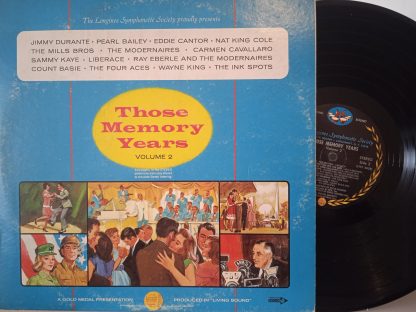 The Longines Symphonette Society proudly presents
JIMMY DURANTE • PEARL BAILEY • EDDIE CANTOR • NAT KING COLE
THE MILLS BROS • THE MODERNAIRES • CARMEN CAVALLARO
SAMMY KAYE • LIBERACE • RAY EBERLE AND THE MODERNAIRES
COUNT BASIE • THE FOUR ACES • WAYNE KING • THE INK SPOTS
Those
Memory
Years
VOLUME 2
A GOLD MEDAL PRESENTATION
PRODUCED IN "LIVING SOUND"
Longines Symphonette Society
THOSE MEMORY YEARS
Volume 2
STEREO